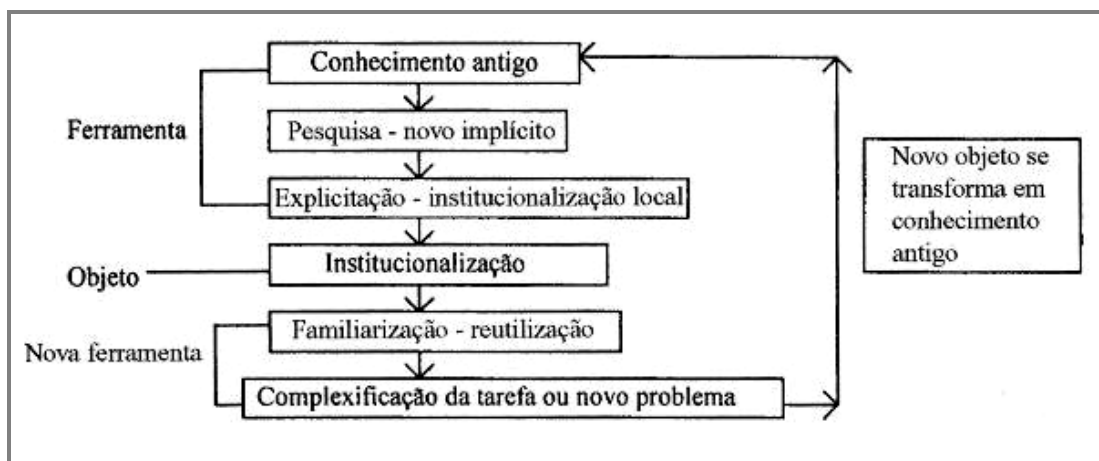 Conhecimento antigo
Ferramenta
Pesquisa - novo implícito
Explicitação - institucionalização local
Objeto
Institucionalização
Familiarização - reutilização
Nova ferramenta
Complexificação da tarefa ou novo problema
Novo objeto se
transforma em
conhecimento
antigo